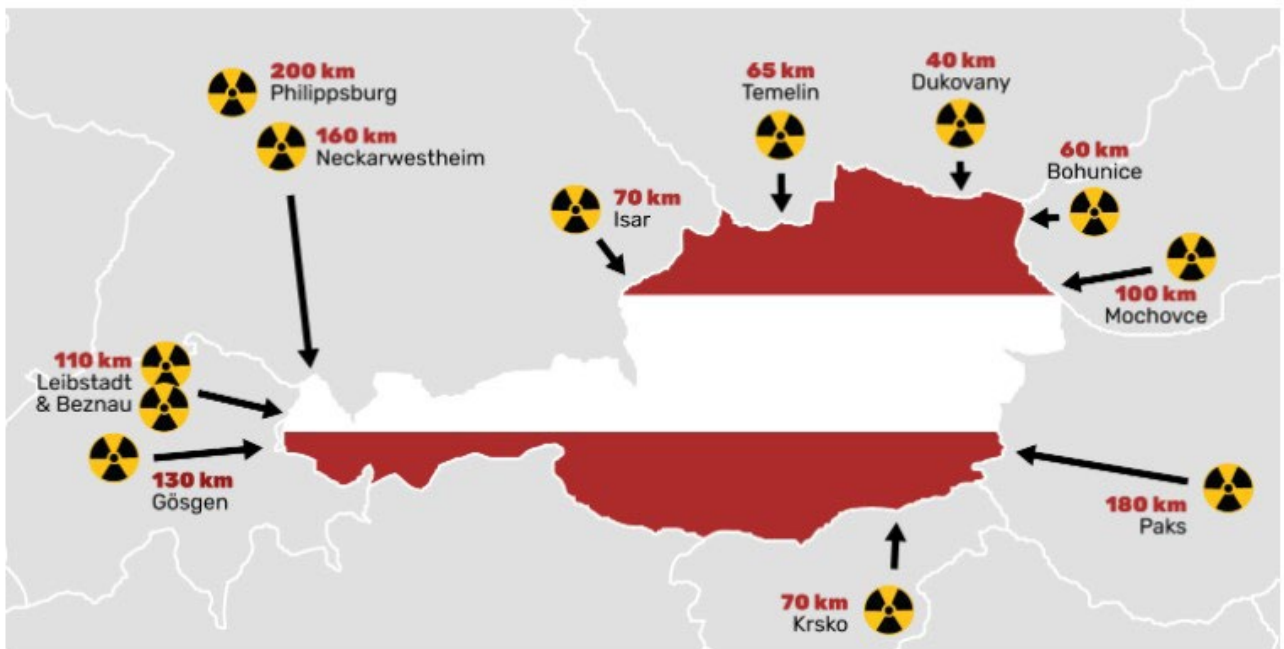 200 km
Philippsburg
160 km
Neckarwestheim
65 km
Temelin
40 km
Dukovany
60 km
Bohunice
70 km
Isar
100 km
Mochovce
110 km
Leibstadt
& Beznau
130 km
Gösgen
180 km
Paks
70 km
Krsko